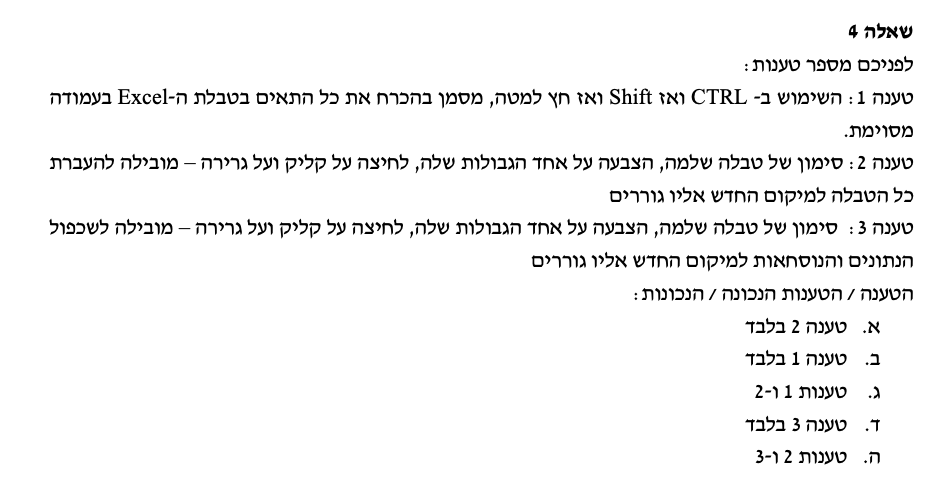 שאלה 4
לפניכם מספר טענות:
טענה 1: השימוש ב- CTRL ואז Shift ואז חץ למטה, מסמן בהכרח את כל התאים בטבלת ה-Excel בעמודה
מסוימת.
טענה 2: סימון של טבלה שלמה, הצבעה על אחד הגבולות שלה, לחיצה על קליק ועל גרירה – מובילה להעברת
כל הטבלה למיקום החדש אליו גוררים
טענה 3: סימון של טבלה שלמה, הצבעה על אחד הגבולות שלה, לחיצה על קליק ועל גרירה – מובילה לשכפול
הנתונים והנוסחאות למיקום החדש אליו גוררים
הטענה / הטענות הנכונה / הנכונות:
א. טענה 2 בלבד
ב. טענה 1 בלבד
ג. טענות 1 ו-2
ד. טענה 3 בלבד
ה. טענות 2 ו-3